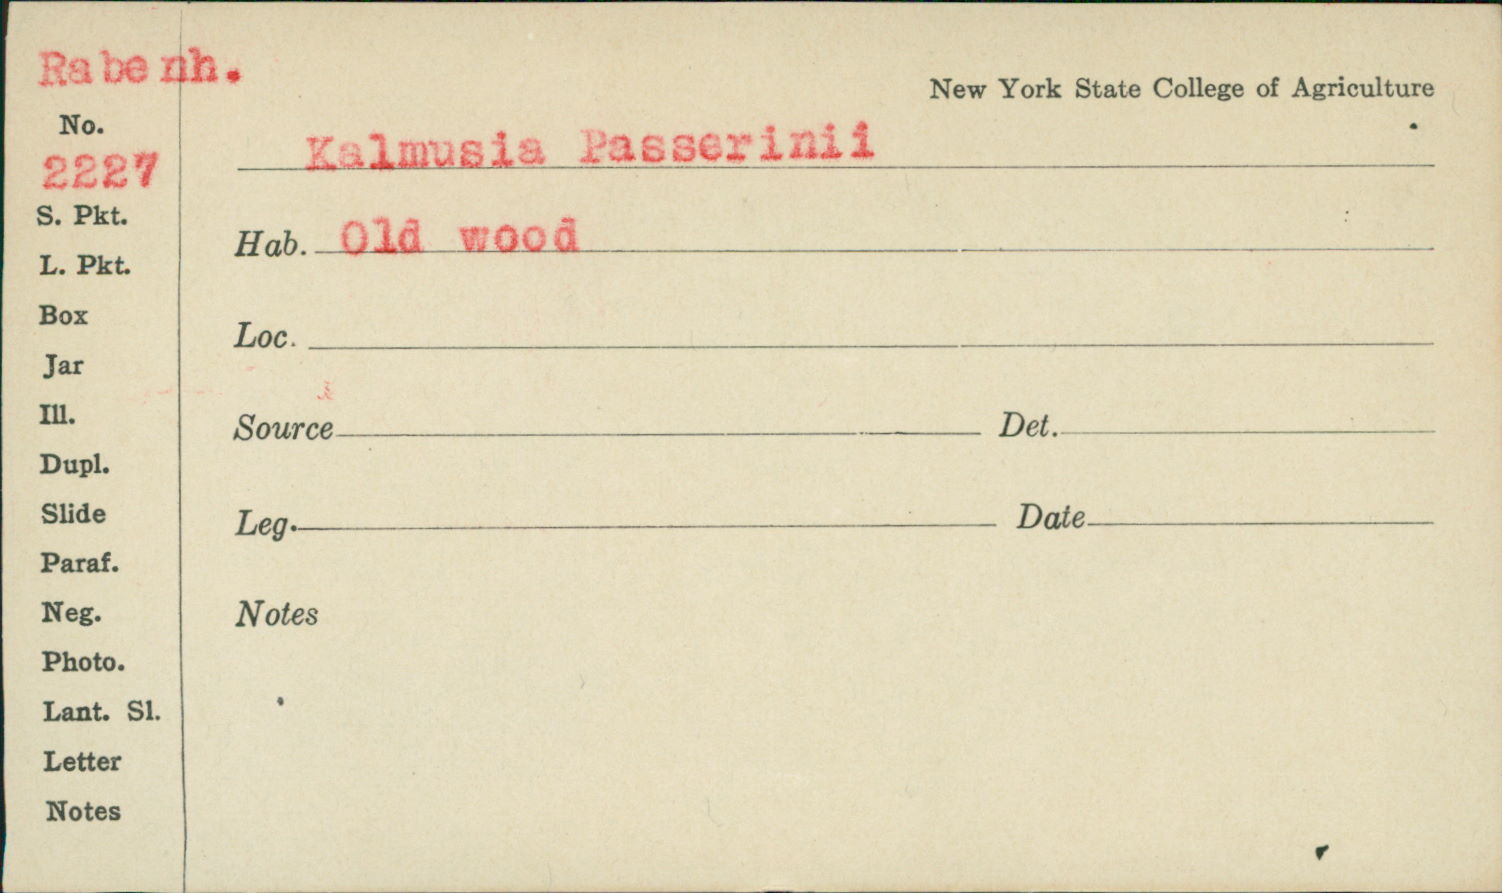 Rabenh.
New York State College of Agriculture
No.
2227
Kalmusia Passerinii
S. Pkt.
Hab. Old wood
L. Pkt.
Box
Loc.
Jar
Ill.
Source Det.
Dupl.
Slide
Leg. Date
Paraf.
Neg.
Notes
Photo.
Lant. Sl.
Letter
Notes